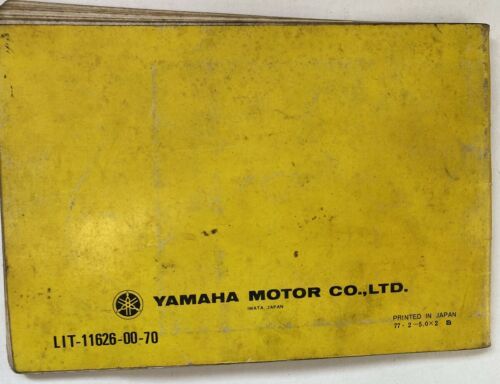 YAMAHA MOTOR CO.,LTD.
IWATA, JAPAN
PRINTED IN JAPAN
77・2－5.0×2 B
LIT-11626-00-70